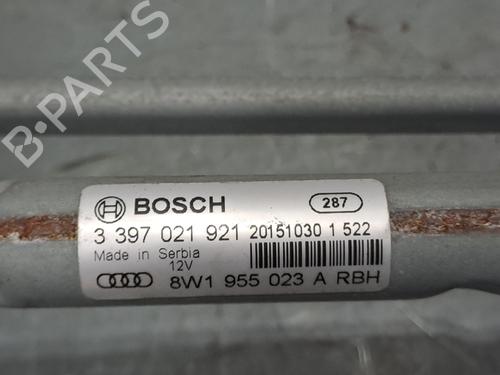 B-PARTS
BOSCH 287
3 397 021 921 20151030 1 522
Made in Serbia
12V
8W1 955 023 A RBH